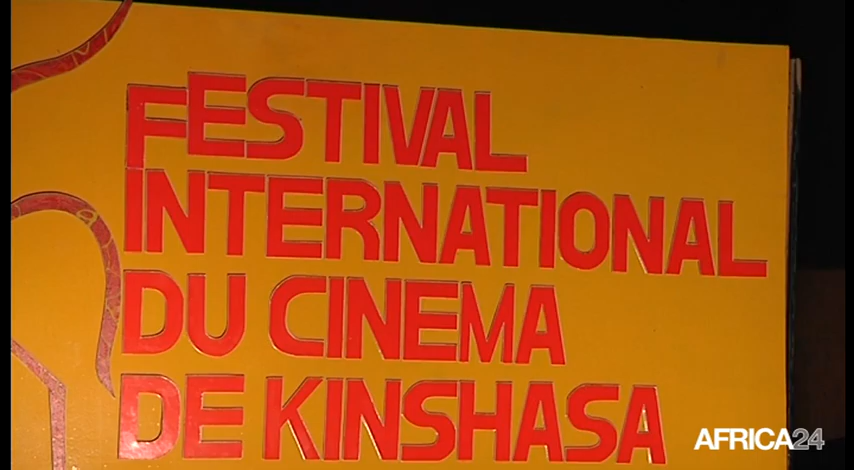 FESTIVAL
INTERNATIONAL
DU CINEMA
DE KINSHASA
AFRICA24